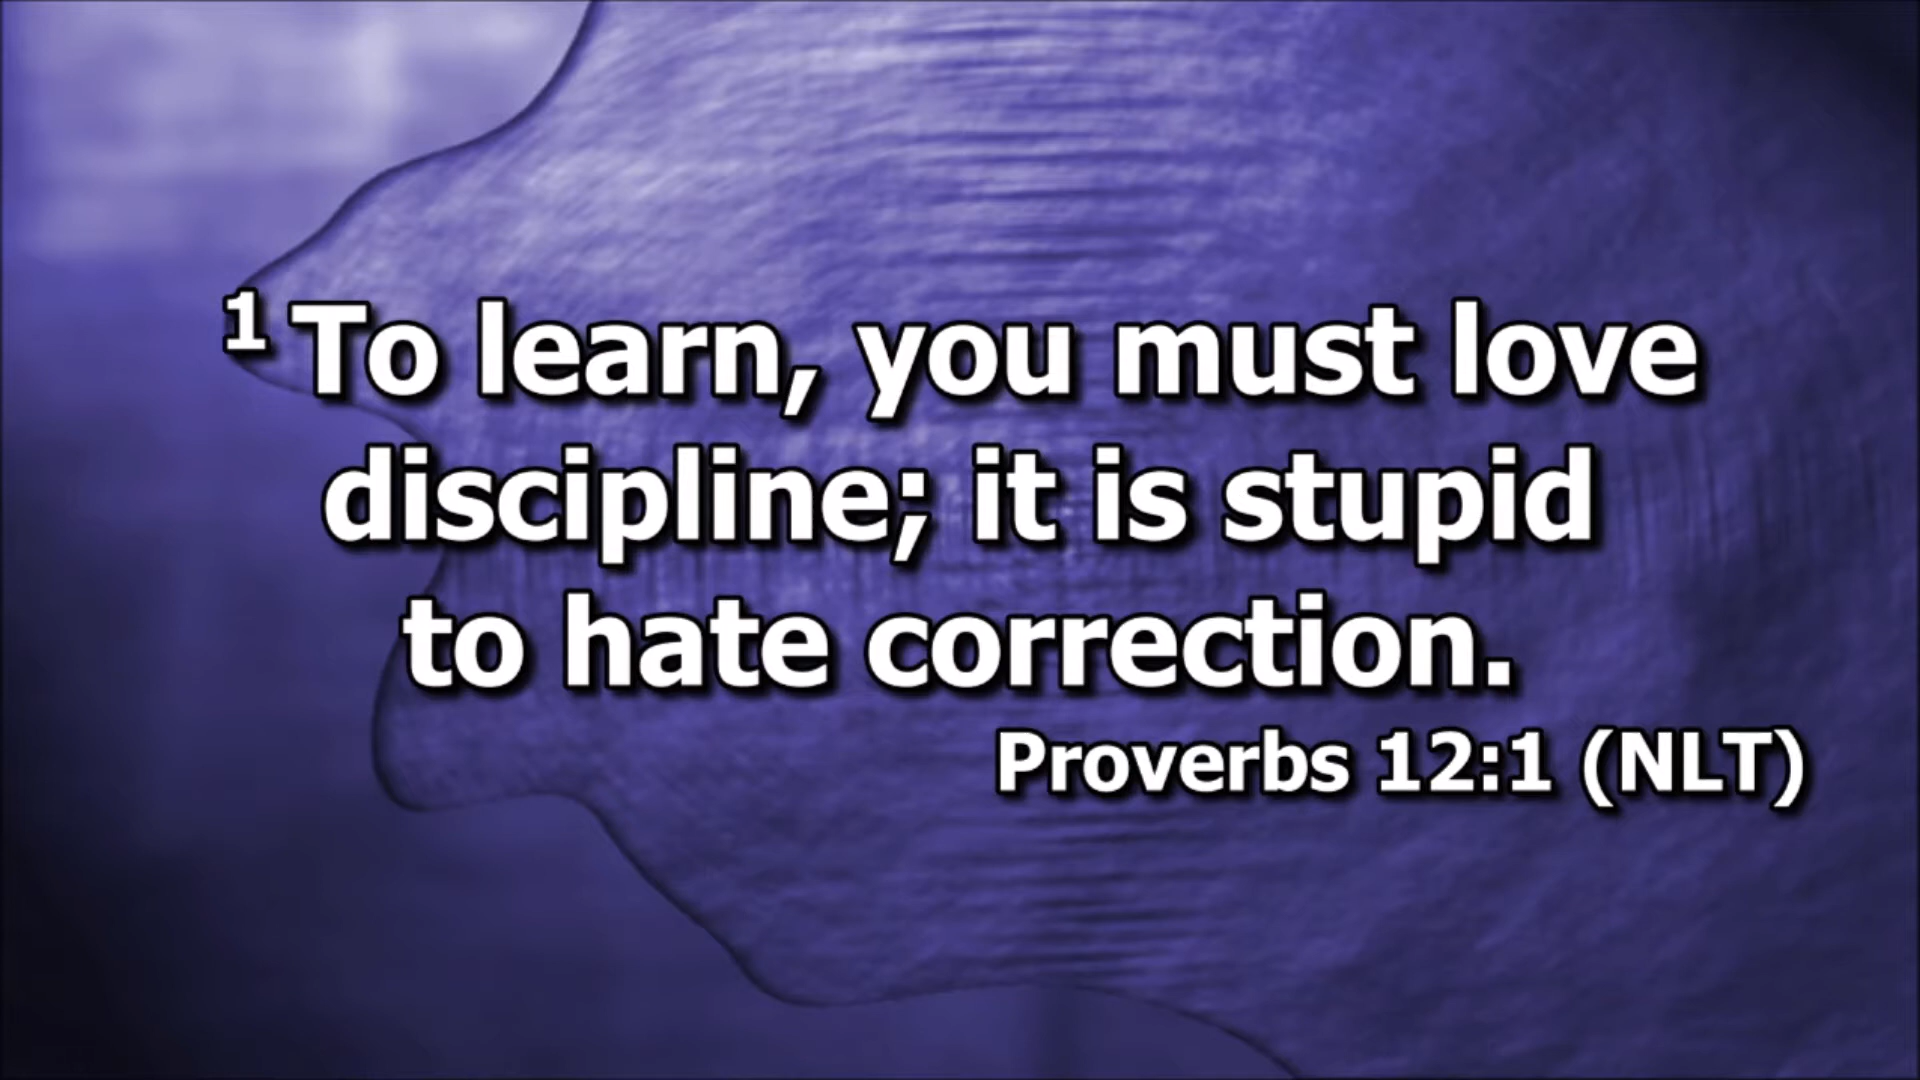 1 To learn, you must love
discipline; it is stupid
to hate correction.
Proverbs 12:1 (NLT)